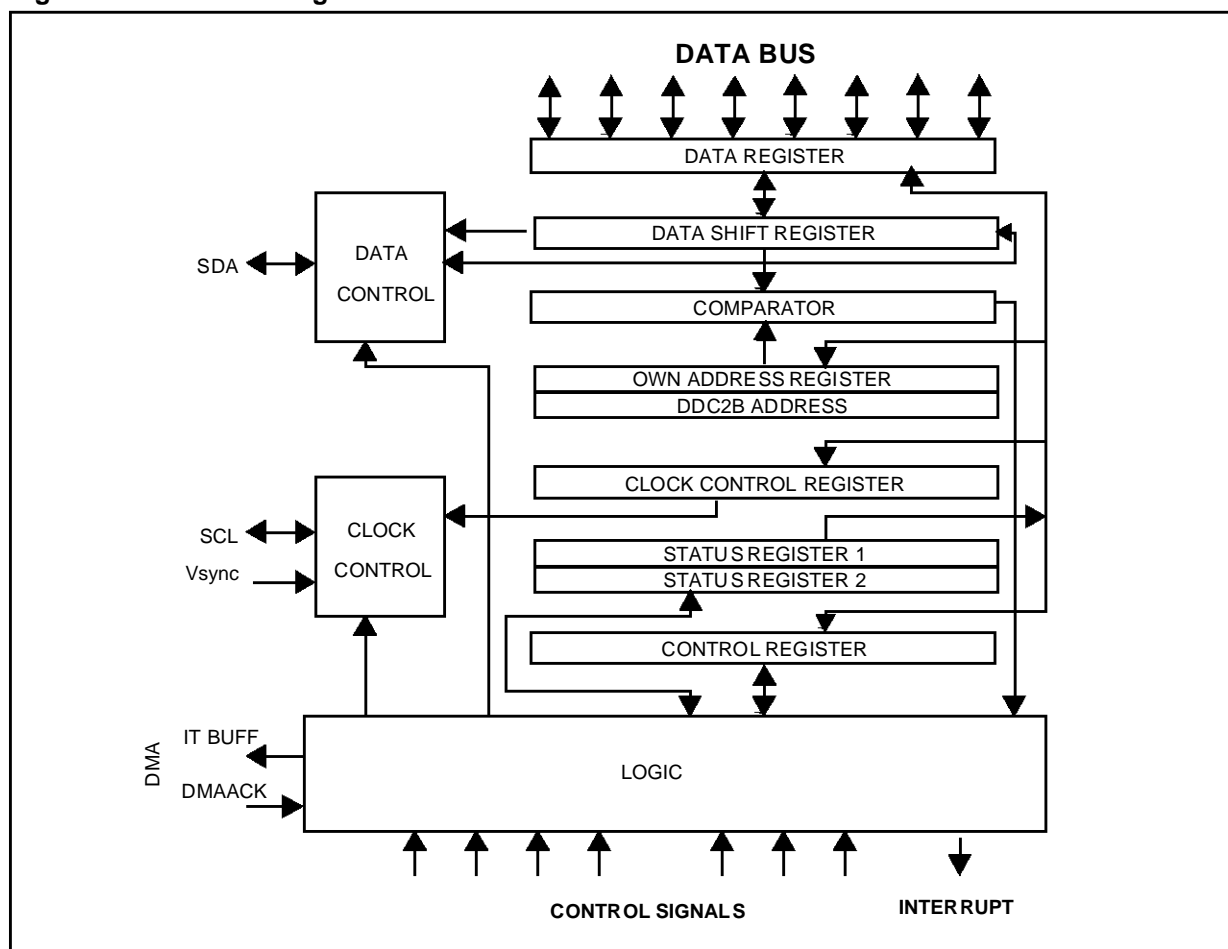 DATA BUS
DATA REGISTER
DATA SHIFT REGISTER
DATA
CONTROL
SDA
COMPARATOR
OWN ADDRESS REGISTER
DDC2B ADDRESS
CLOCK CONTROL REGISTER
CLOCK
CONTROL
SCL
Vsync
STATUS REGISTER 1
STATUS REGISTER 2
CONTROL REGISTER
DMA
IT BUFF
DMAACK
LOGIC
CONTROL SIGNALS
INTERRUPT